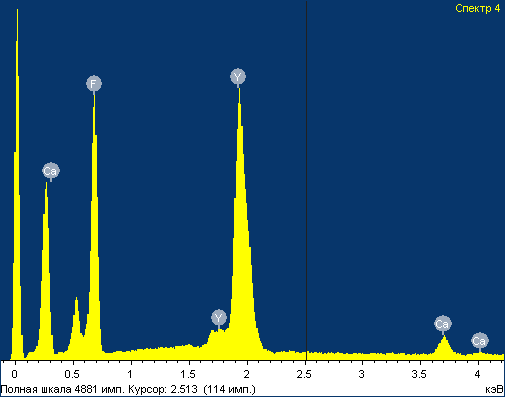 Спектр 4
F
Y
Ca
Y
Ca
Ca
0 0.5 1 1.5 2 2.5 3 3.5 4
Полная шкала 4881 имп. Курсор: 2.513 (114 имп.) кэВ